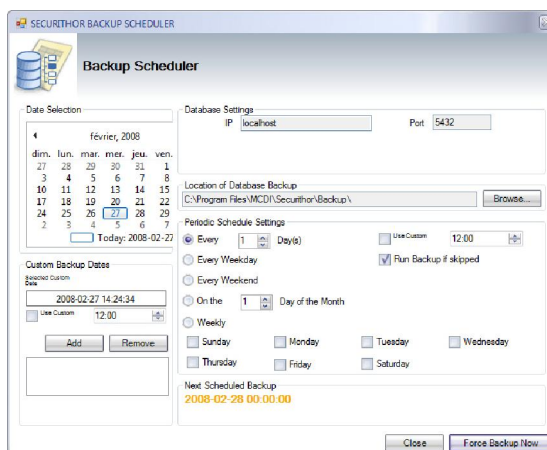 SECURITHOR BACKUP SCHEDULER
Backup Scheduler
Date Selection
février, 2008
dim. lun. mar. mer. jeu. ven.
27 28 29 30 31 1
3 4 5 6 7 8
10 11 12 13 14 15
17 18 19 20 21 22
24 25 26 27 28 29
2 3 4 5 6 7
Today: 2008-02-27
Custom Backup Dates
Selected Custom
Date
2008-02-27 14:24:34
Use Custom 12:00
Add Remove
Database Settings
IP localhost Port 5432
Location of Database Backup
C:\Program Files\MCDI\Securithor\Backup\ Browse...
Periodic Schedule Settings
Every 1 Day(s) Use Custom 12:00
Every Weekday Run Backup if skipped
Every Weekend
On the 1 Day of the Month
Weekly
Sunday Monday Tuesday Wednesday
Thursday Friday Saturday
Next Scheduled Backup
2008-02-28 00:00:00
Close Force Backup Now